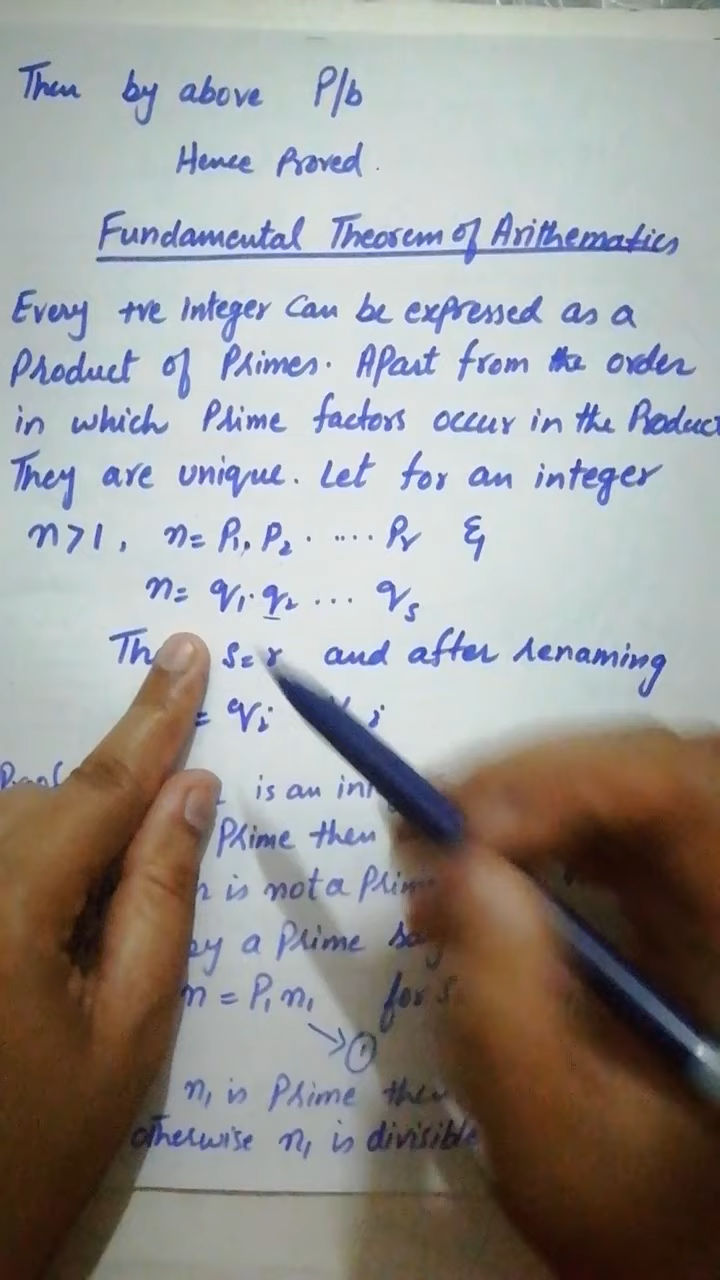 Then by above P/b
Hence Proved.
Fundamental Theorem of Arithematics
Every +ve integer can be expressed as a
Product of Primes. Apart from the order
in which Prime factors occur in the Product
They are unique. Let for an integer
n>1, n= P₁. P₂ . .... Pr &
n= q₁. q₂ ... qs
s=r and after renaming
= qi
is an
Prime then
n is not a
by a Prime say
n = P₁ n₁ for
→ ①
n₁ is Prime
otherwise n₁ is divisible